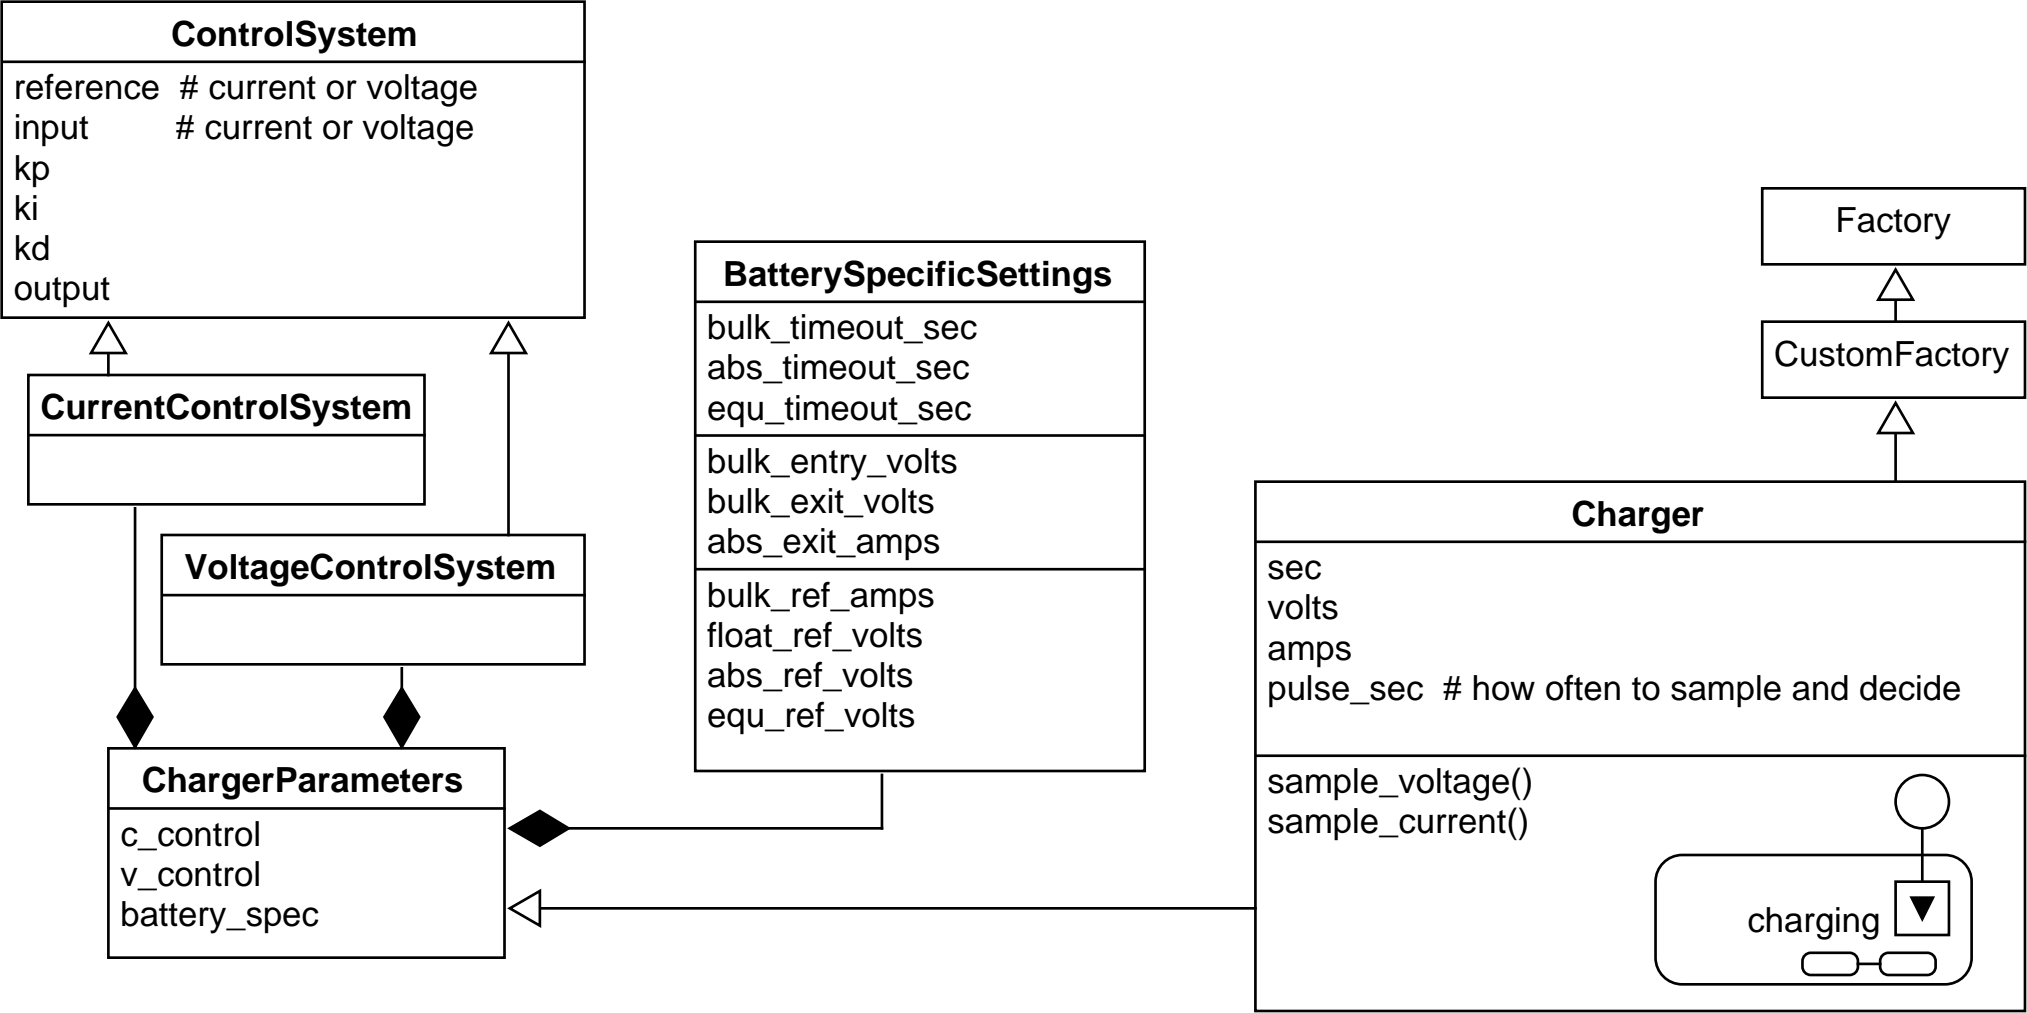 ControlSystem
reference # current or voltage
input # current or voltage
kp
ki
kd
output
CurrentControlSystem
VoltageControlSystem
ChargerParameters
c_control
v_control
battery_spec
BatterySpecificSettings
bulk_timeout_sec
abs_timeout_sec
equ_timeout_sec
bulk_entry_volts
bulk_exit_volts
abs_exit_amps
bulk_ref_amps
float_ref_volts
abs_ref_volts
equ_ref_volts
Factory
CustomFactory
Charger
sec
volts
amps
pulse_sec # how often to sample and decide
sample_voltage()
sample_current()
charging